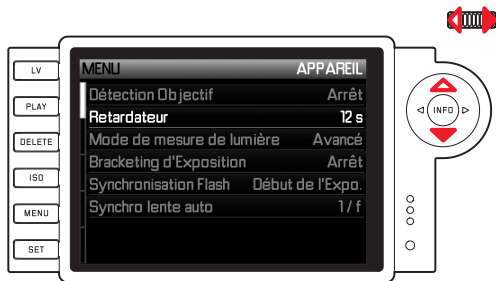 LV
PLAY
DELETE
ISO
MENU
SET
MENU APPAREIL
Détection Objectif Arrêt
Retardateur 12 s
Mode de mesure de lumière Avancé
Bracketing d'Exposition Arrêt
Synchronisation Flash Début de l'Expo.
Synchro lente auto 1/f
INFO